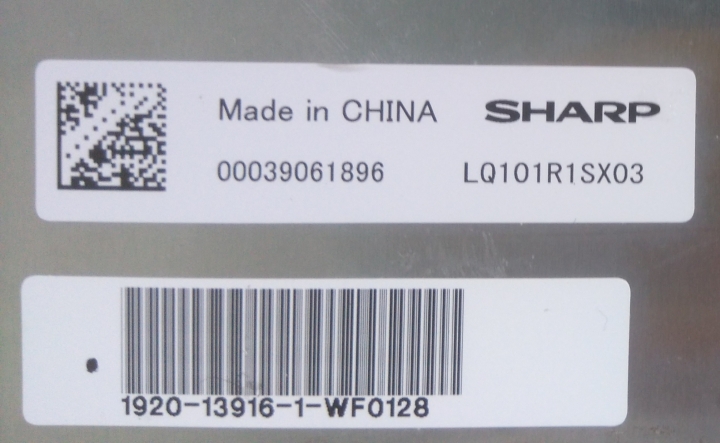 Made in CHINA SHARP
00039061896 LQ101R1SX03
1920-13916-1-WF0128